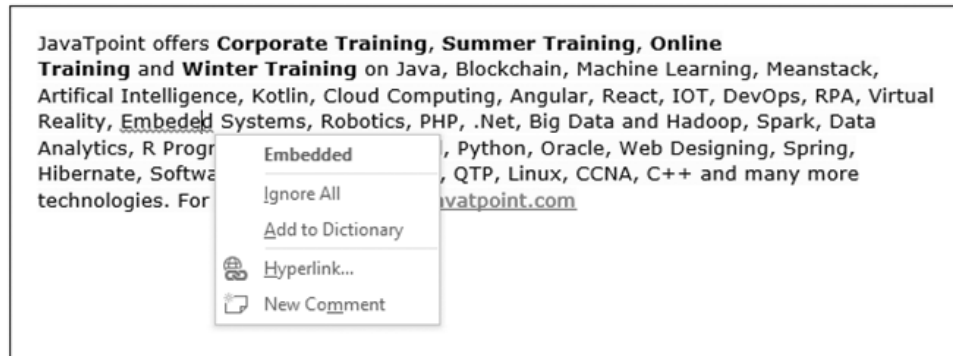 JavaTpoint offers Corporate Training, Summer Training, Online
Training and Winter Training on Java, Blockchain, Machine Learning, Meanstack,
Artifical Intelligence, Kotlin, Cloud Computing, Angular, React, IOT, DevOps, RPA, Virtual
Reality, Embeded Systems, Robotics, PHP, .Net, Big Data and Hadoop, Spark, Data
Analytics, R Progr , Python, Oracle, Web Designing, Spring,
Hibernate, Softwa , QTP, Linux, CCNA, C++ and many more
technologies. For vatpoint.com
Embedded
Ignore All
Add to Dictionary
Hyperlink...
New Comment